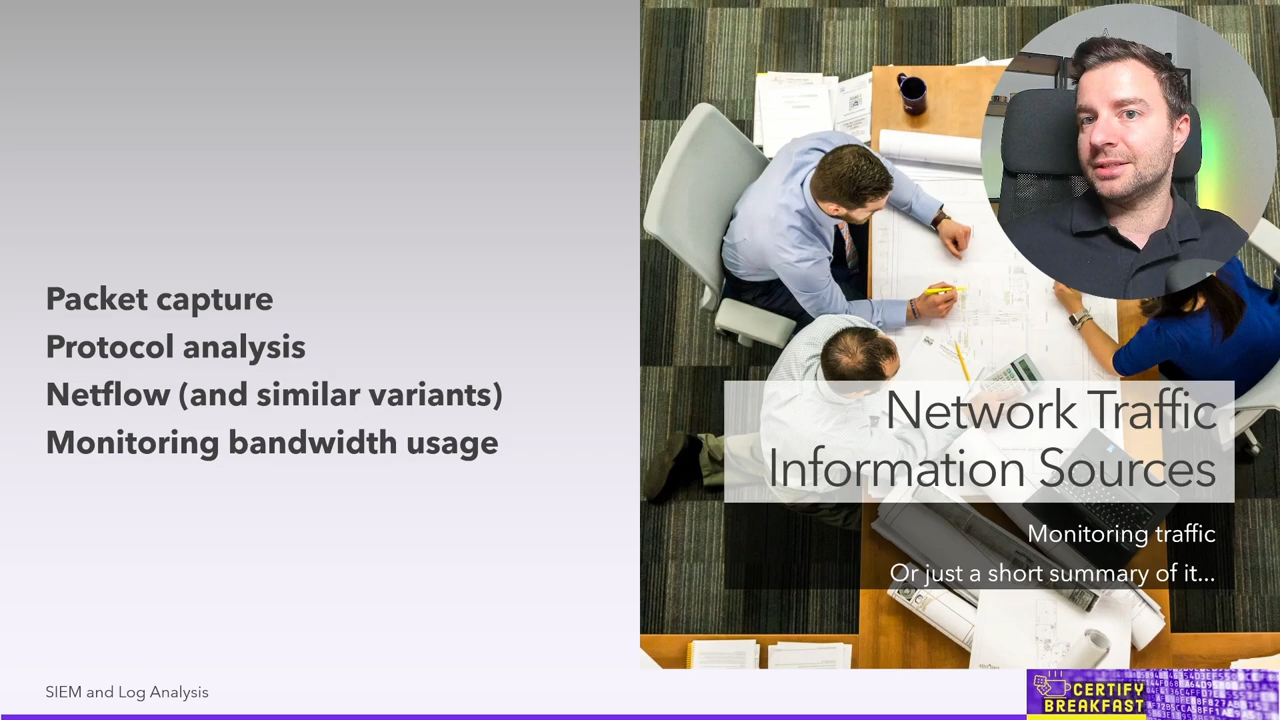 Packet capture
Protocol analysis
Netflow (and similar variants)
Monitoring bandwidth usage
Network Traffic
Information Sources
Monitoring traffic
Or just a short summary of it...
SIEM and Log Analysis
CERTIFY
BREAKFAST